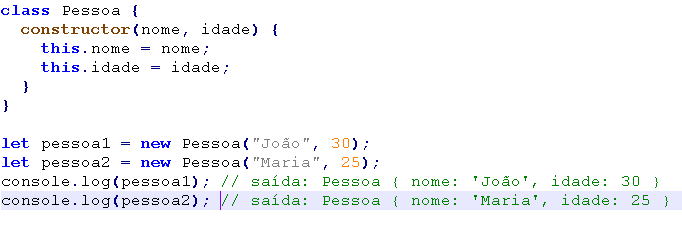 class Pessoa {
  constructor(nome, idade) {
    this.nome = nome;
    this.idade = idade;
  }
}

let pessoa1 = new Pessoa("João", 30);
let pessoa2 = new Pessoa("Maria", 25);
console.log(pessoa1); // saída: Pessoa { nome: 'João', idade: 30 }
console.log(pessoa2); // saída: Pessoa { nome: 'Maria', idade: 25 }